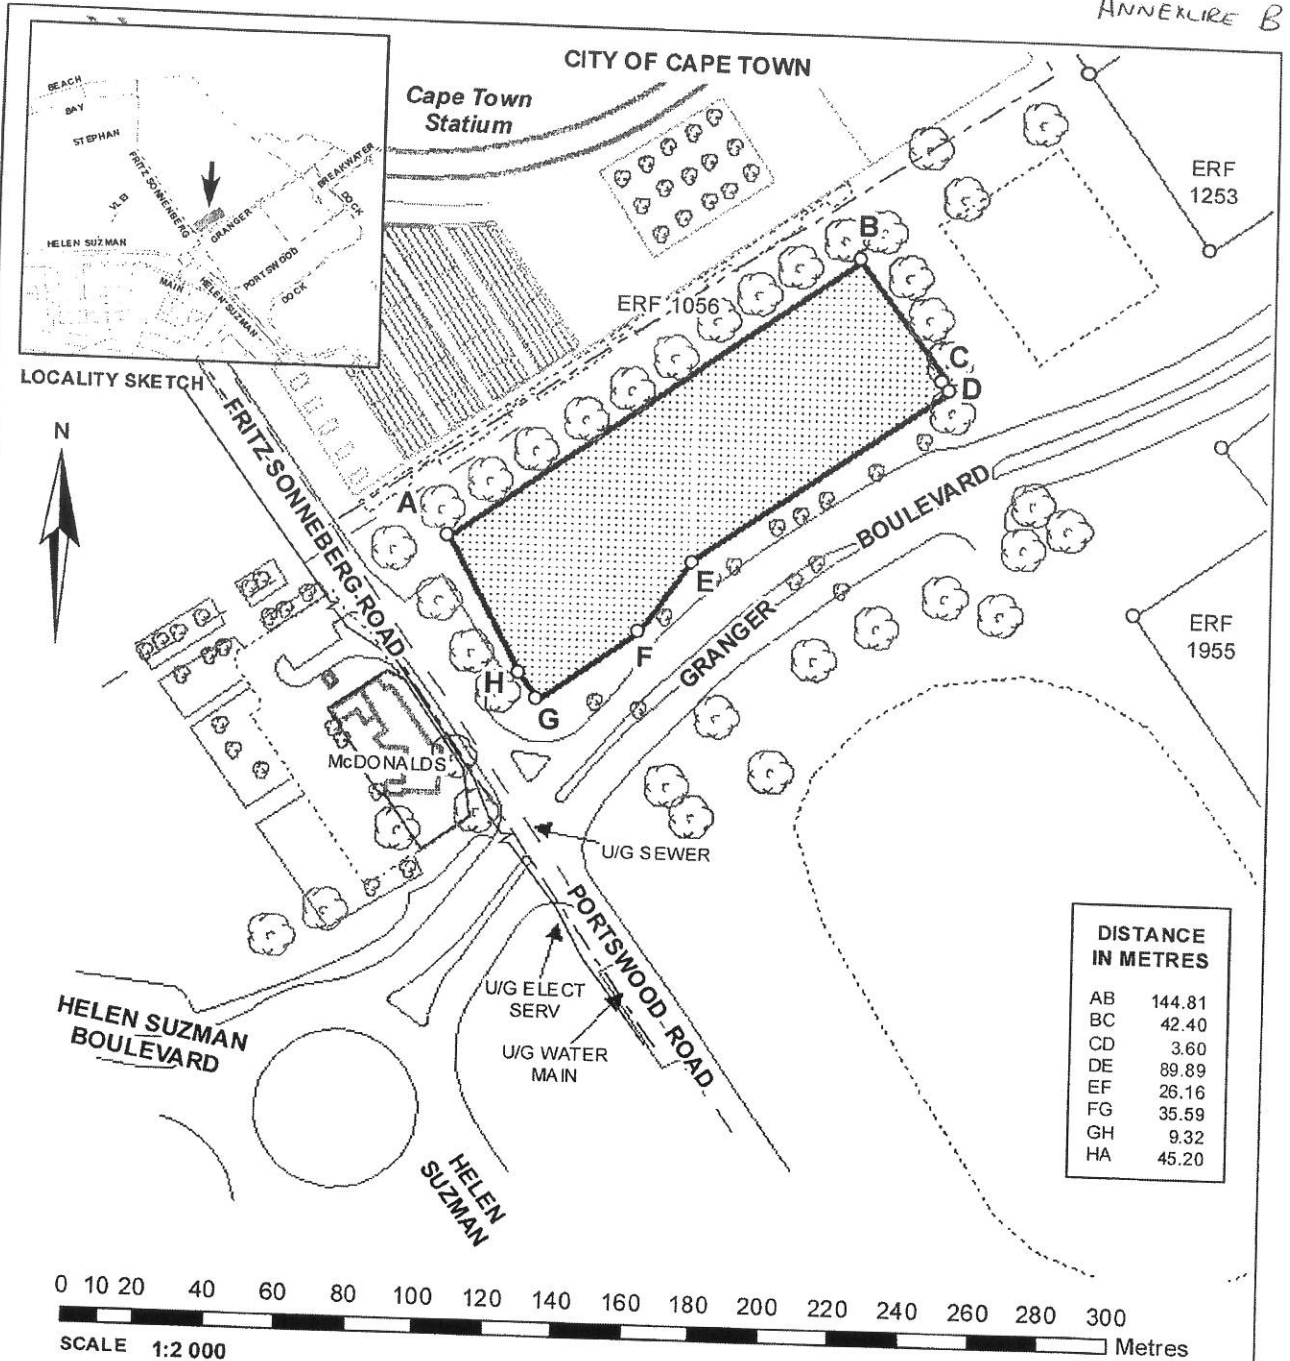 ANNEXURE B
CITY OF CAPE TOWN
Cape Town
Statium
BEACH
BAY
STEPHAN
FRITZ SONNENBERG
VLEI
BREAKWATER
DOCK
GRANGER
HELEN SUZMAN
PORTSWOOD
MAIN
HELEN SUZMAN
DOCK
LOCALITY SKETCH
N
ERF
1253
ERF 1056
A
B
C
D
E
F
G
H
FRITZ-SONNEBERG-ROAD
GRANGER
BOULEVARD
ERF
1955
McDONALDS
U/G SEWER
PORTSWOOD-ROAD
U/G ELECT
SERV
U/G WATER
MAIN
HELEN SUZMAN
BOULEVARD
HELEN
SUZMAN
DISTANCE
IN METRES
AB 144.81
BC 42.40
CD 3.60
DE 89.89
EF 26.16
FG 35.59
GH 9.32
HA 45.20
0 10 20 40 60 80 100 120 140 160 180 200 220 240 260 280 300
Metres
SCALE 1:2 000